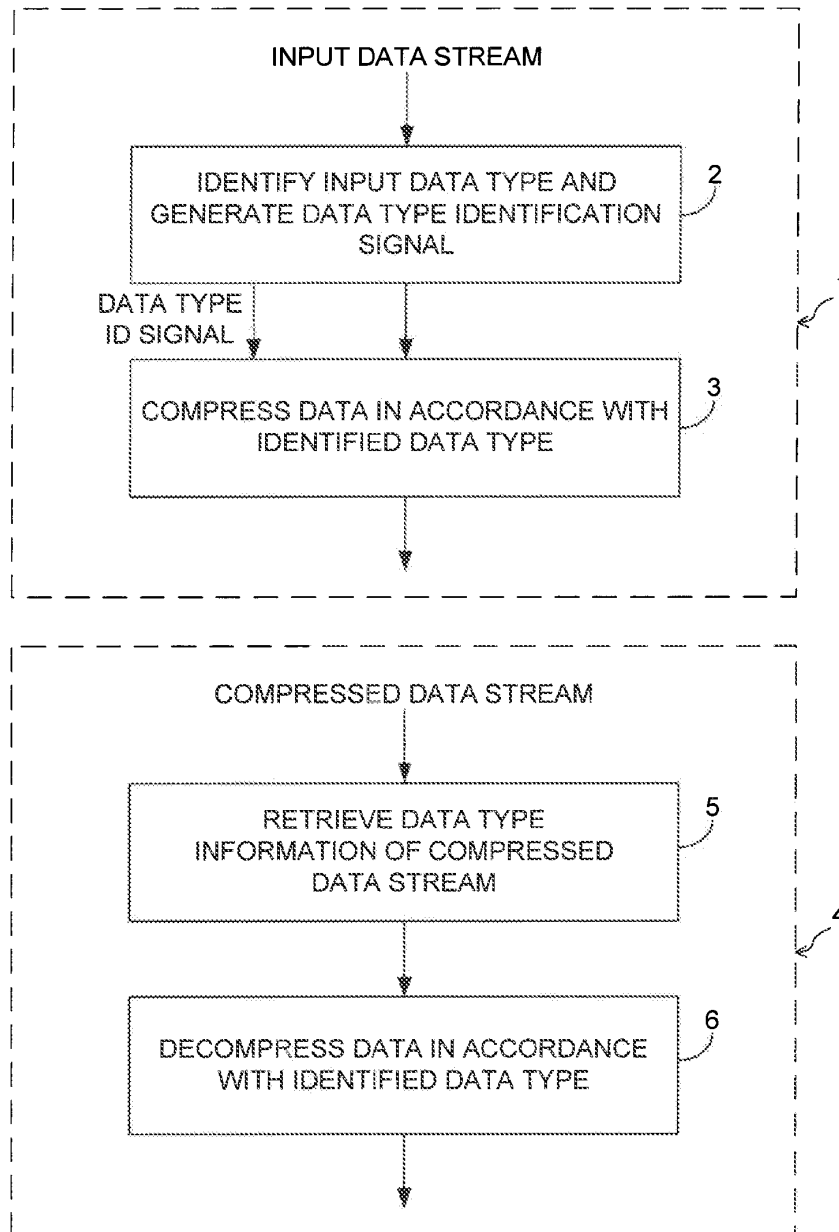 INPUT DATA STREAM
IDENTIFY INPUT DATA TYPE AND
GENERATE DATA TYPE IDENTIFICATION
SIGNAL
2
DATA TYPE
ID SIGNAL
COMPRESS DATA IN ACCORDANCE WITH
IDENTIFIED DATA TYPE
3
COMPRESSED DATA STREAM
RETRIEVE DATA TYPE
INFORMATION OF COMPRESSED
DATA STREAM
5
4
DECOMPRESS DATA IN ACCORDANCE
WITH IDENTIFIED DATA TYPE
6